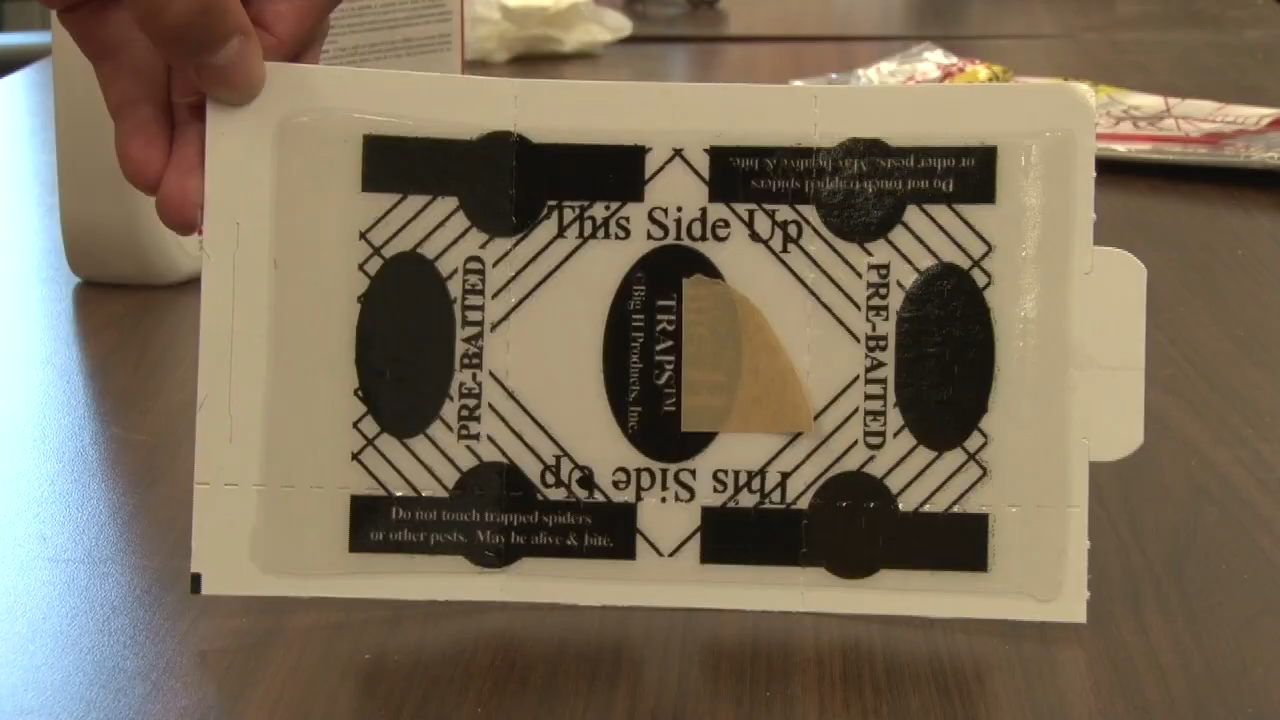 Do not touch trapped spiders
or other pests. May be alive & bite.
This Side Up
PRE-BAITED
TRAPS™
Big H Products, Inc.
PRE-BAITED
This Side Up
Do not touch trapped spiders
or other pests. May be alive & bite.